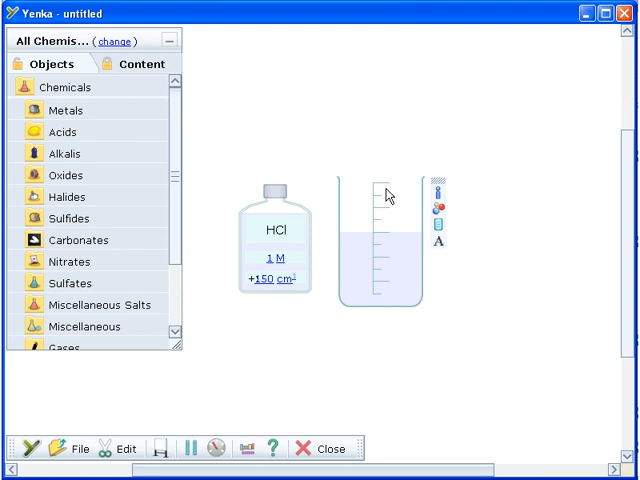 Yenka - untitled
All Chemis... ( change )
Objects
Content
Chemicals
Metals
Acids
Alkalis
Oxides
Halides
Sulfides
Carbonates
Nitrates
Sulfates
Miscellaneous Salts
Miscellaneous
Gases
HCl
1 M
+150 cm³
A
File
Edit
?
Close